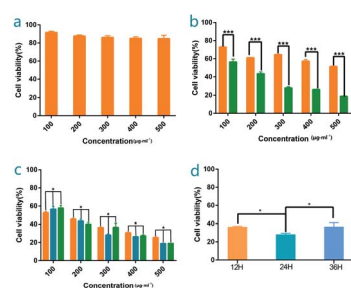 a
Cell viability(%)
100
80
60
40
20
0
100 200 300 400 500
Concentration(μg·ml⁻¹)
b
Cell viability(%)
100
80
60
40
20
0
*** *** *** *** ***
100 200 300 400 500
Concentration (μg·ml⁻¹)
c
Cell viability(%)
100
80
60
40
20
0
* * * * *
100 200 300 400 500
Concentration(μg·ml⁻¹)
d
Cell viability(%)
100
80
60
40
20
0
* *
12H 24H 36H